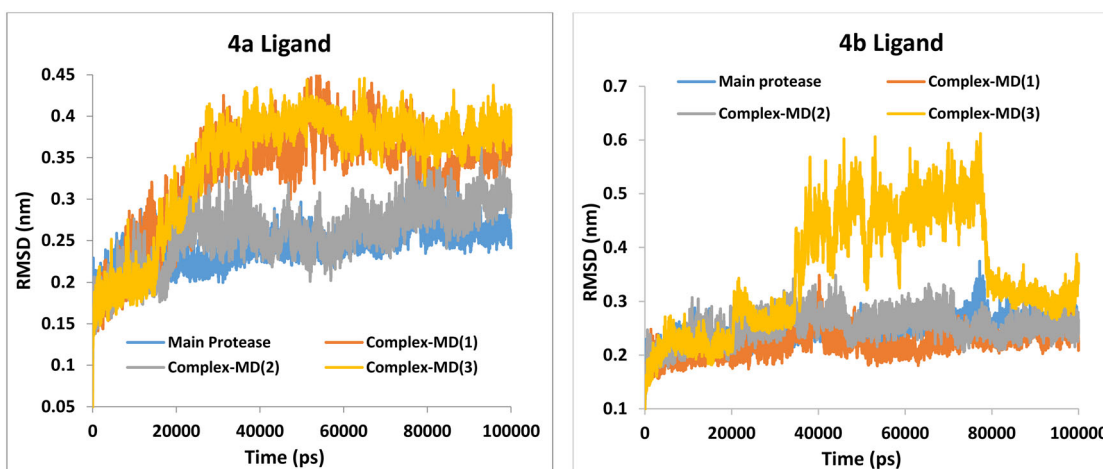 4a Ligand
0.45
0.4
0.35
0.3
0.25
0.2
0.15
0.1
0.05
RMSD (nm)
Main Protease
Complex-MD(1)
Complex-MD(2)
Complex-MD(3)
0 20000 40000 60000 80000 100000
Time (ps)
4b Ligand
Main protease
Complex-MD(1)
Complex-MD(2)
Complex-MD(3)
0.7
0.6
0.5
0.4
0.3
0.2
0.1
RMSD (nm)
0 20000 40000 60000 80000 100000
Time (ps)